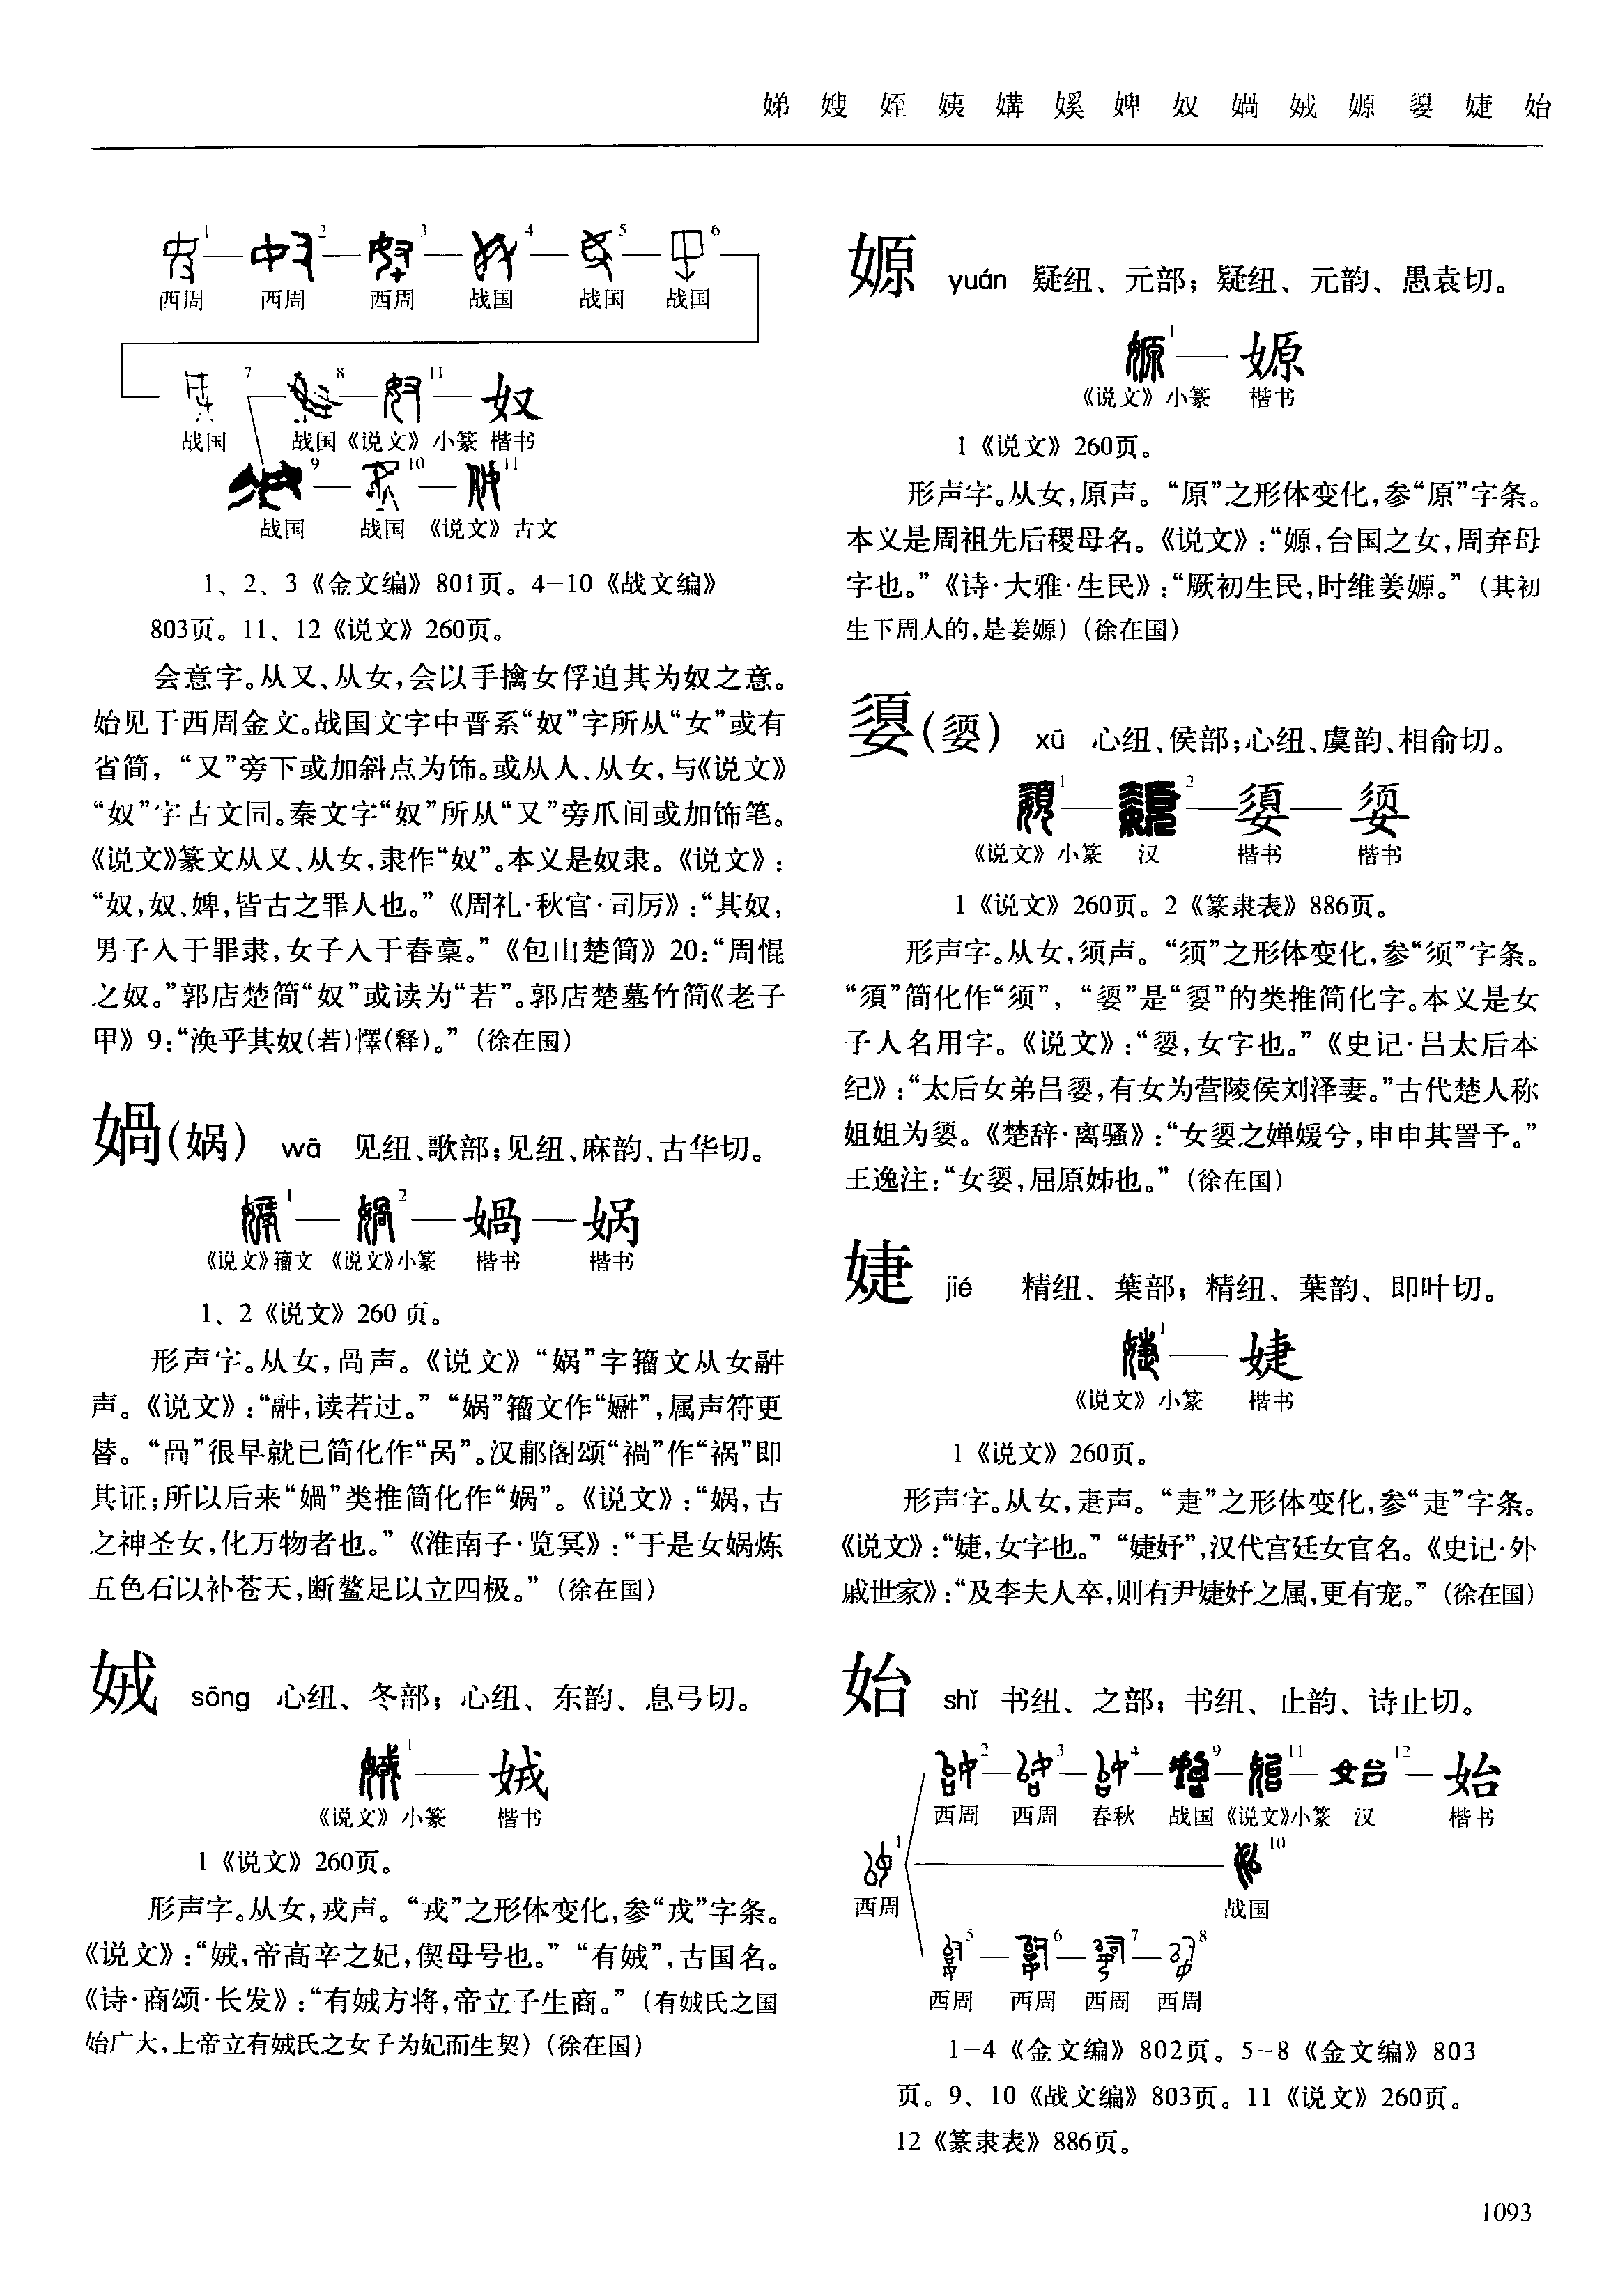 娣 嫂 姪 姨 媾 媛 婢 奴 媧 娀 嫄 嬃 婕 始
1 2 3 4 5 6
西周 西周 西周 战国 战国 战国
7 8 11 奴
战国 战国 《说文》小篆 楷书
9 10 11
战国 战国 《说文》古文
1、2、3《金文编》801页。4-10《战文编》
803页。11、12《说文》260页。
会意字。从又、从女,会以手擒女俘迫其为奴之意。
始见于西周金文。战国文字中晋系“奴”字所从“女”或有
省简，“又”旁下或加斜点为饰。或从人、从女,与《说文》
“奴”字古文同。秦文字“奴”所从“又”旁爪间或加饰笔。
《说文》篆文从又、从女,隶作“奴”。本义是奴隶。《说文》:
“奴,奴、婢,皆古之罪人也。”《周礼·秋官·司厉》:“其奴,
男子入于罪隶,女子入于舂稾。”《包山楚简》20:“周惃
之奴。”郭店楚简“奴”或读为“若”。郭店楚墓竹简《老子
甲》9:“涣乎其奴(若)懌(释)。”(徐在国)
媧(娲) wā 见纽、歌部;见纽、麻韵、古华切。
1 2 媧 娲
《说文》籀文 《说文》小篆 楷书 楷书
1、2《说文》260页。
形声字。从女,咼声。《说文》“娲”字籀文从女𩰬
声。《说文》:“𩰬,读若过。”“娲”籀文作“㜇”,属声符更
替。“咼”很早就已简化作“呙”。汉郙阁颂“禍”作“祸”即
其证;所以后来“媧”类推简化作“娲”。《说文》:“娲,古
之神圣女,化万物者也。”《淮南子·览冥》:“于是女娲炼
五色石以补苍天,断鳌足以立四极。”(徐在国)
娀 sōng 心纽、冬部；心纽、东韵、息弓切。
1 娀
《说文》小篆 楷书
1《说文》260页。
形声字。从女,戎声。“戎”之形体变化,参“戎”字条。
《说文》:“娀,帝高辛之妃,偰母号也。”“有娀”,古国名。
《诗·商颂·长发》:“有娀方将,帝立子生商。”(有娀氏之国
始广大,上帝立有娀氏之女子为妃而生契)(徐在国)
嫄 yuán 疑纽、元部；疑纽、元韵、愚袁切。
1 嫄
《说文》小篆 楷书
1《说文》260页。
形声字。从女,原声。“原”之形体变化,参“原”字条。
本义是周祖先后稷母名。《说文》:“嫄,台国之女,周弃母
字也。”《诗·大雅·生民》:“厥初生民,时维姜嫄。”(其初
生下周人的,是姜嫄)(徐在国)
嬃(媭) xū 心纽、侯部;心纽、虞韵、相俞切。
1 2 嬃 媭
《说文》小篆 汉 楷书 楷书
1《说文》260页。2《篆隶表》886页。
形声字。从女,须声。“须”之形体变化,参“须”字条。
“須”简化作“须”，“媭”是“嬃”的类推简化字。本义是女
子人名用字。《说文》:“媭,女字也。”《史记·吕太后本
纪》:“太后女弟吕媭,有女为营陵侯刘泽妻。”古代楚人称
姐姐为媭。《楚辞·离骚》:“女媭之婵媛兮,申申其詈予。”
王逸注:“女媭,屈原姊也。”(徐在国)
婕 jié 精纽、葉部；精纽、葉韵、即叶切。
1 婕
《说文》小篆 楷书
1《说文》260页。
形声字。从女,疌声。“疌”之形体变化,参“疌”字条。
《说文》:“婕,女字也。”“婕妤”,汉代宫廷女官名。《史记·外
戚世家》:“及李夫人卒,则有尹婕妤之属,更有宠。”(徐在国)
始 shǐ 书纽、之部；书纽、止韵、诗止切。
2 3 4 9 11 12 始
西周 西周 春秋 战国 《说文》小篆 汉 楷书
1 10
西周 战国
5 6 7 8
西周 西周 西周 西周
1-4《金文编》802页。5-8《金文编》803
页。9、10《战文编》803页。11《说文》260页。
12《篆隶表》886页。
1093